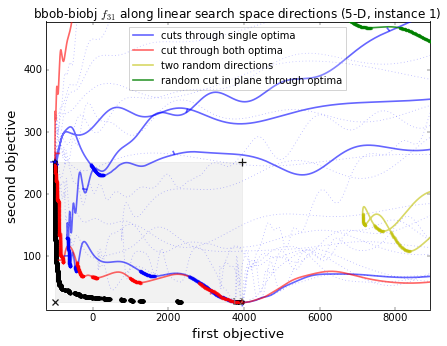 bbob-biobj f₃₁ along linear search space directions (5-D, instance 1)
cuts through single optima
cut through both optima
two random directions
random cut in plane through optima
400
300
200
100
second objective
0 2000 4000 6000 8000
first objective